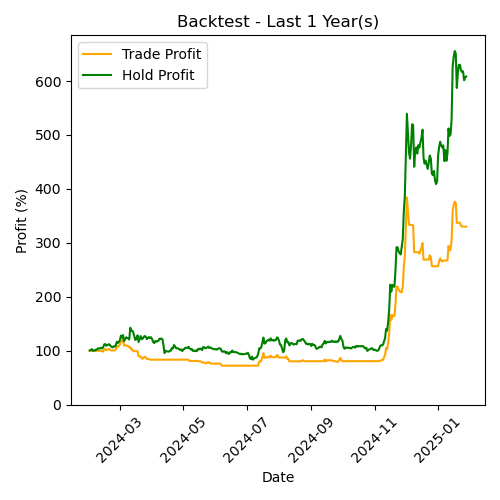 Backtest - Last 1 Year(s)
Trade Profit
Hold Profit
Profit (%)
600
500
400
300
200
100
0
2024-03
2024-05
2024-07
2024-09
2024-11
2025-01
Date